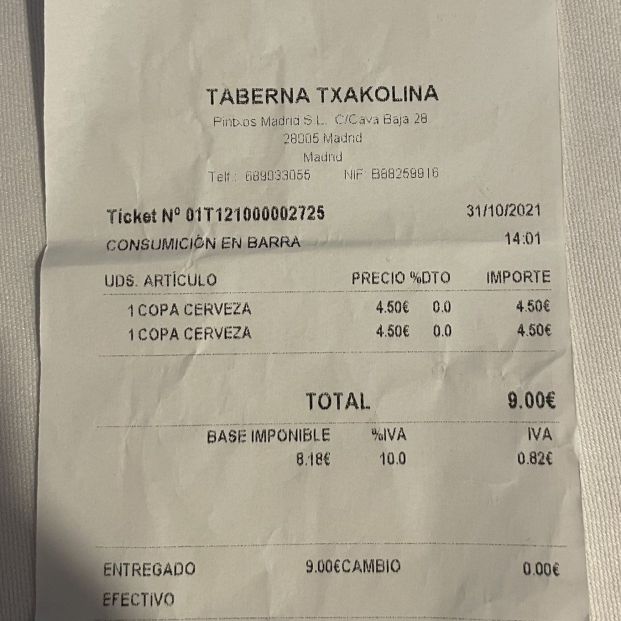 TABERNA TXAKOLINA
Pintxos Madrid S.L. C/Cava Baja 28
28005 Madrid
Madrid
Telf.: 689033055 NIF: B88259916
Ticket Nº 01T121000002725 31/10/2021
CONSUMICIÓN EN BARRA 14:01
UDS. ARTÍCULO PRECIO %DTO IMPORTE
1 COPA CERVEZA 4.50€ 0.0 4.50€
1 COPA CERVEZA 4.50€ 0.0 4.50€
TOTAL 9.00€
BASE IMPONIBLE %IVA IVA
8.18€ 10.0 0.82€
ENTREGADO 9.00€CAMBIO 0.00€
EFECTIVO